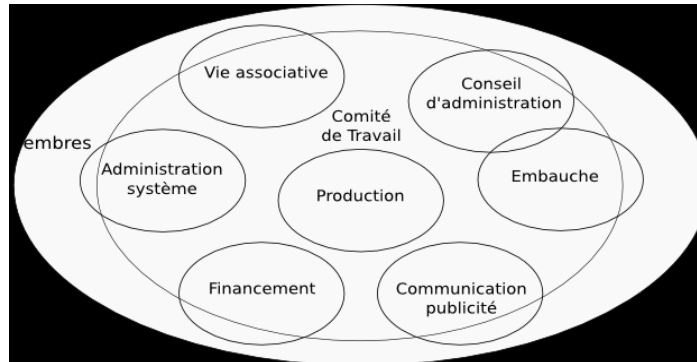 Vie associative
Conseil
d'administration
Comité
de Travail
embres
Administration
système
Embauche
Production
Financement
Communication
publicité